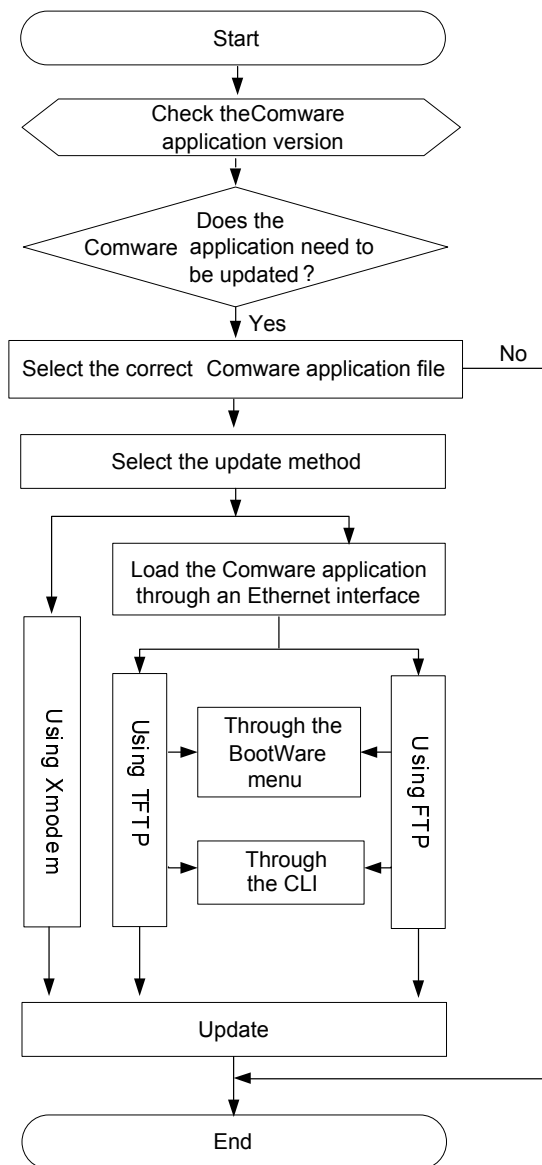 Start
Check theComware
application version
Does the
Comware application need to
be updated?
Yes
No
Select the correct Comware application file
Select the update method
Load the Comware application
through an Ethernet interface
Using Xmodem
Using TFTP
Through the
BootWare
menu
Using FTP
Through
the CLI
Update
End